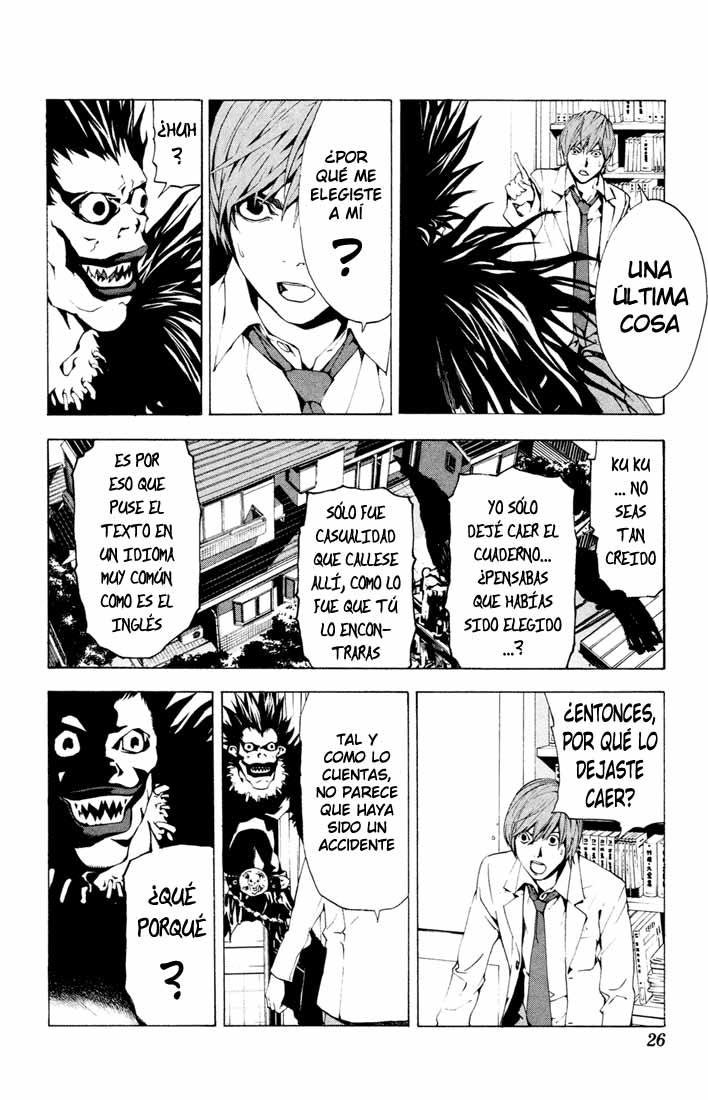 UNA
ÚLTIMA
COSA
¿POR
QUÉ ME
ELEGISTE
A MÍ
?
¿HUH
?
KU KU
... NO
SEAS
TAN
CREIDO
YO SÓLO
DEJÉ CAER EL
CUADERNO...
¿PENSABAS
QUE HABÍAS
SIDO ELEGIDO
...?
SÓLO FUE
CASUALIDAD
QUE CALLESE
ALLÍ, COMO LO
FUE QUE TÚ
LO ENCON-
TRARAS
ES POR
ESO QUE
PUSE EL
TEXTO EN
UN IDIOMA
MUY COMÚN
COMO ES EL
INGLÉS
¿ENTONCES,
POR QUÉ LO
DEJASTE
CAER?
TAL Y
COMO LO
CUENTAS,
NO PARECE
QUE HAYA
SIDO UN
ACCIDENTE
¿QUÉ
PORQUÉ
?
26